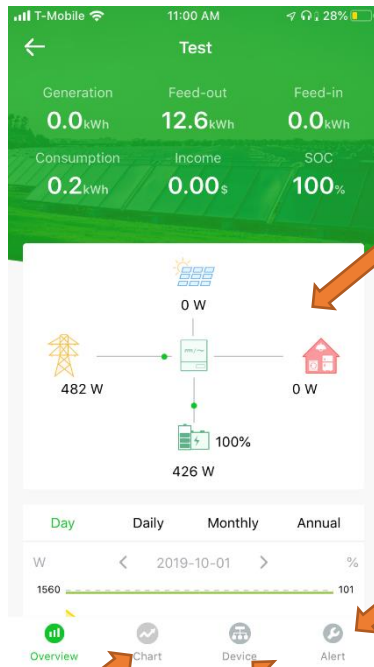 T-Mobile 11:00 AM 28%
Test
Generation Feed-out Feed-in
0.0kWh 12.6kWh 0.0kWh
Consumption Income SOC
0.2kWh 0.00$ 100%
0 W
482 W 0 W
100%
426 W
Day Daily Monthly Annual
W < 2019-10-01 > %
1560 101
Overview Chart Device Alert